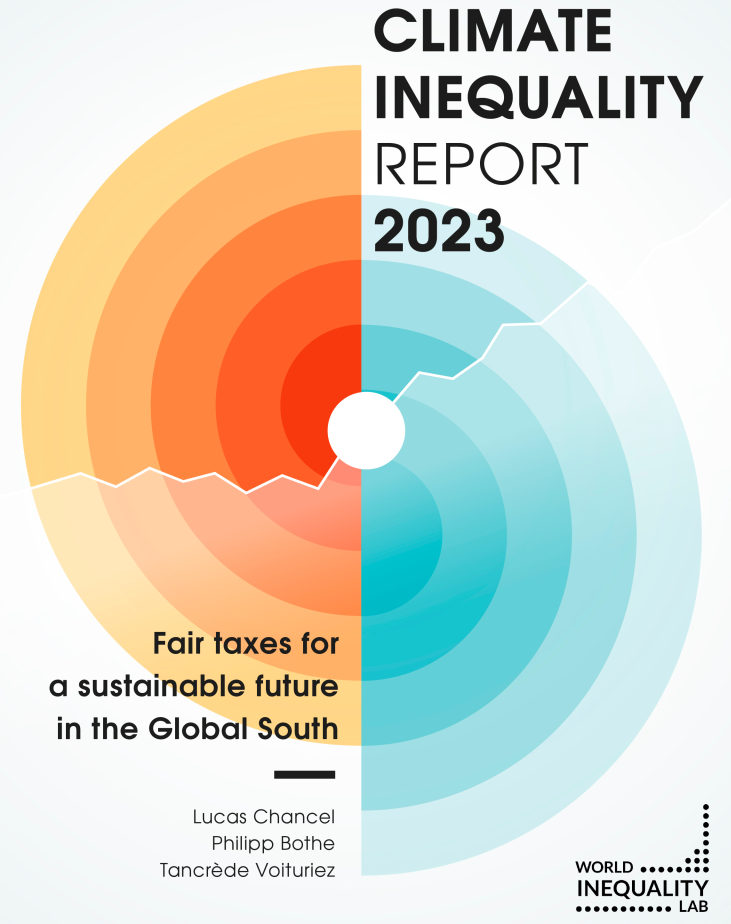 CLIMATE
INEQUALITY
REPORT
2023
Fair taxes for
a sustainable future
in the Global South
Lucas Chancel
Philipp Bothe
Tancrède Voituriez
WORLD
INEQUALITY
LAB